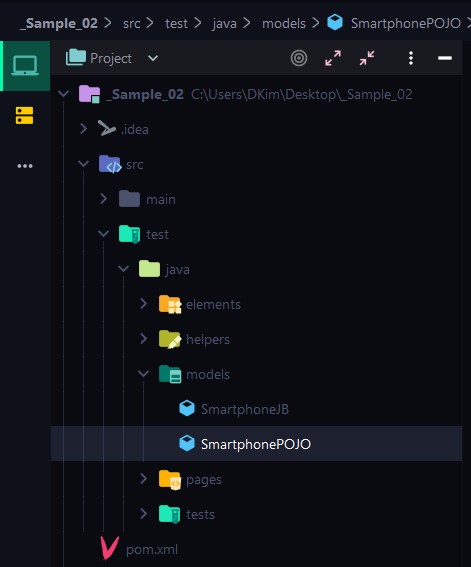 _Sample_02 > src > test > java > models > SmartphonePOJO >
Project
_Sample_02 C:\Users\DKim\Desktop\_Sample_02
.idea
src
main
test
java
elements
helpers
models
SmartphoneJB
SmartphonePOJO
pages
tests
pom.xml